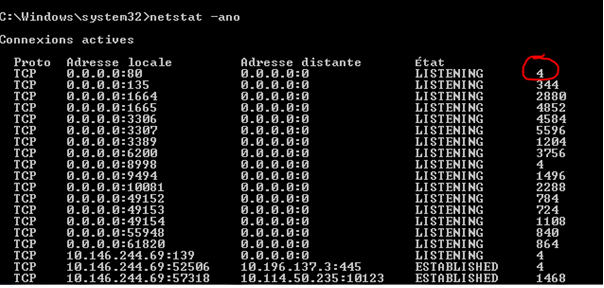 C:\Windows\system32>netstat -ano
Connexions actives
Proto Adresse locale Adresse distante État
TCP 0.0.0.0:80 0.0.0.0:0 LISTENING 4
TCP 0.0.0.0:135 0.0.0.0:0 LISTENING 344
TCP 0.0.0.0:1664 0.0.0.0:0 LISTENING 2880
TCP 0.0.0.0:1665 0.0.0.0:0 LISTENING 4852
TCP 0.0.0.0:3306 0.0.0.0:0 LISTENING 4584
TCP 0.0.0.0:3307 0.0.0.0:0 LISTENING 5596
TCP 0.0.0.0:3389 0.0.0.0:0 LISTENING 1204
TCP 0.0.0.0:6200 0.0.0.0:0 LISTENING 3756
TCP 0.0.0.0:8998 0.0.0.0:0 LISTENING 4
TCP 0.0.0.0:9494 0.0.0.0:0 LISTENING 1496
TCP 0.0.0.0:10081 0.0.0.0:0 LISTENING 2288
TCP 0.0.0.0:49152 0.0.0.0:0 LISTENING 784
TCP 0.0.0.0:49153 0.0.0.0:0 LISTENING 724
TCP 0.0.0.0:49154 0.0.0.0:0 LISTENING 1108
TCP 0.0.0.0:55948 0.0.0.0:0 LISTENING 840
TCP 0.0.0.0:61820 0.0.0.0:0 LISTENING 864
TCP 10.146.244.69:139 0.0.0.0:0 LISTENING 4
TCP 10.146.244.69:52506 10.196.137.3:445 ESTABLISHED 4
TCP 10.146.244.69:57318 10.114.50.235:10123 ESTABLISHED 1468